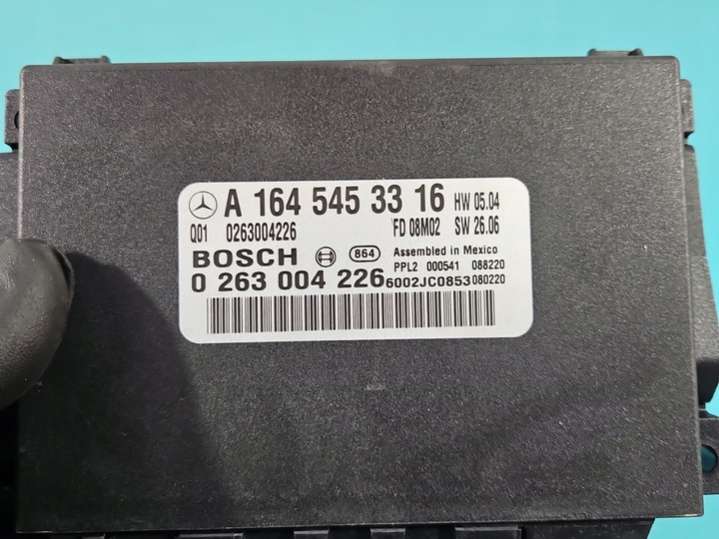 A 164 545 33 16 HW 05.04
Q01 0263004226 FD 08M02 SW 26.06
BOSCH 864 Assembled in Mexico
PPL2 000541 088220
0 263 004 226 6002JC0853 080220